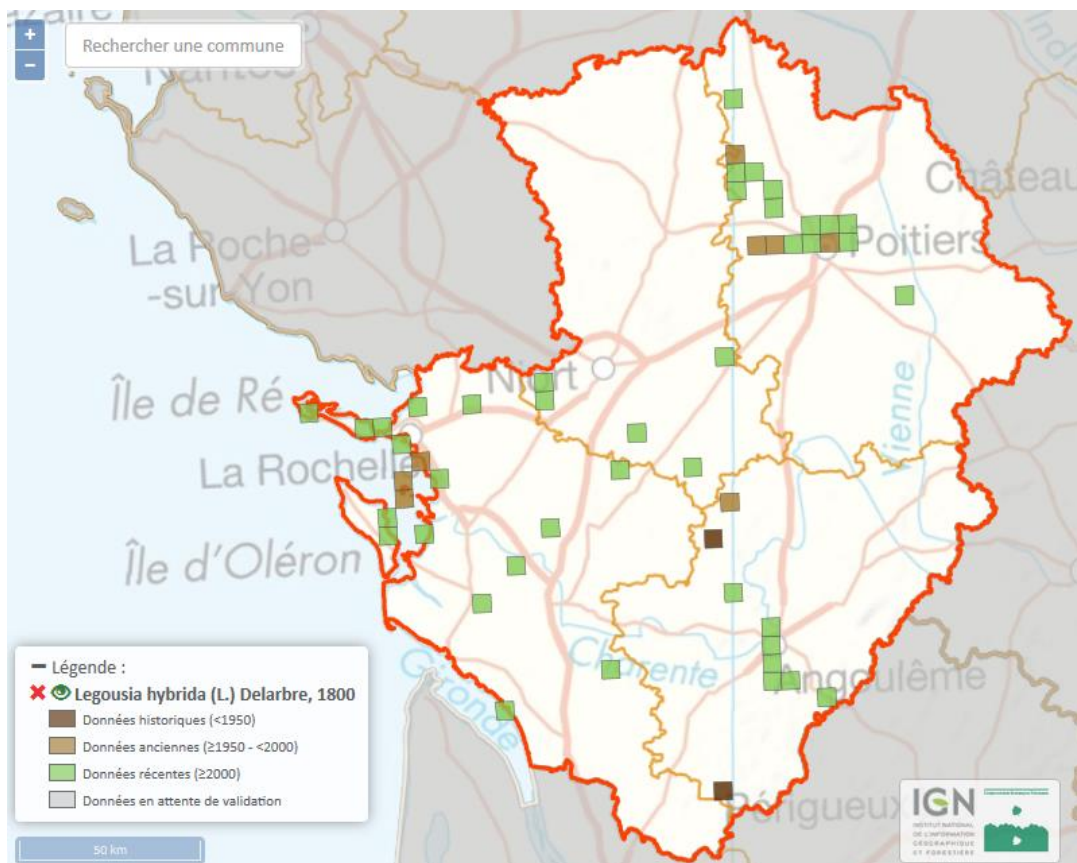 +
−
Rechercher une commune
Nantes
Indr
Château
La Roche-
-sur-Yon
Poitiers
Île de Ré
Niort
Vienne
La Rochelle
Île d'Oléron
Charente
Angoulême
Gironde
Périgueux
Légende :
Legousia hybrida (L.) Delarbre, 1800
Données historiques (<1950)
Données anciennes (≥1950 - <2000)
Données récentes (≥2000)
Données en attente de validation
50 km
IGN
INSTITUT NATIONAL
DE L'INFORMATION
GÉOGRAPHIQUE
ET FORESTIÈRE